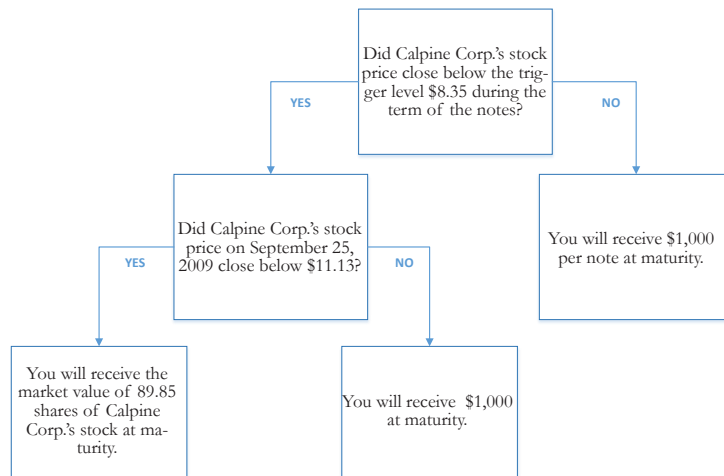 Did Calpine Corp.'s stock
price close below the trig-
ger level $8.35 during the
term of the notes?
YES
NO
Did Calpine Corp.'s stock
price on September 25,
2009 close below $11.13?
You will receive $1,000
per note at maturity.
YES
NO
You will receive the
market value of 89.85
shares of Calpine
Corp.'s stock at ma-
turity.
You will receive $1,000
at maturity.